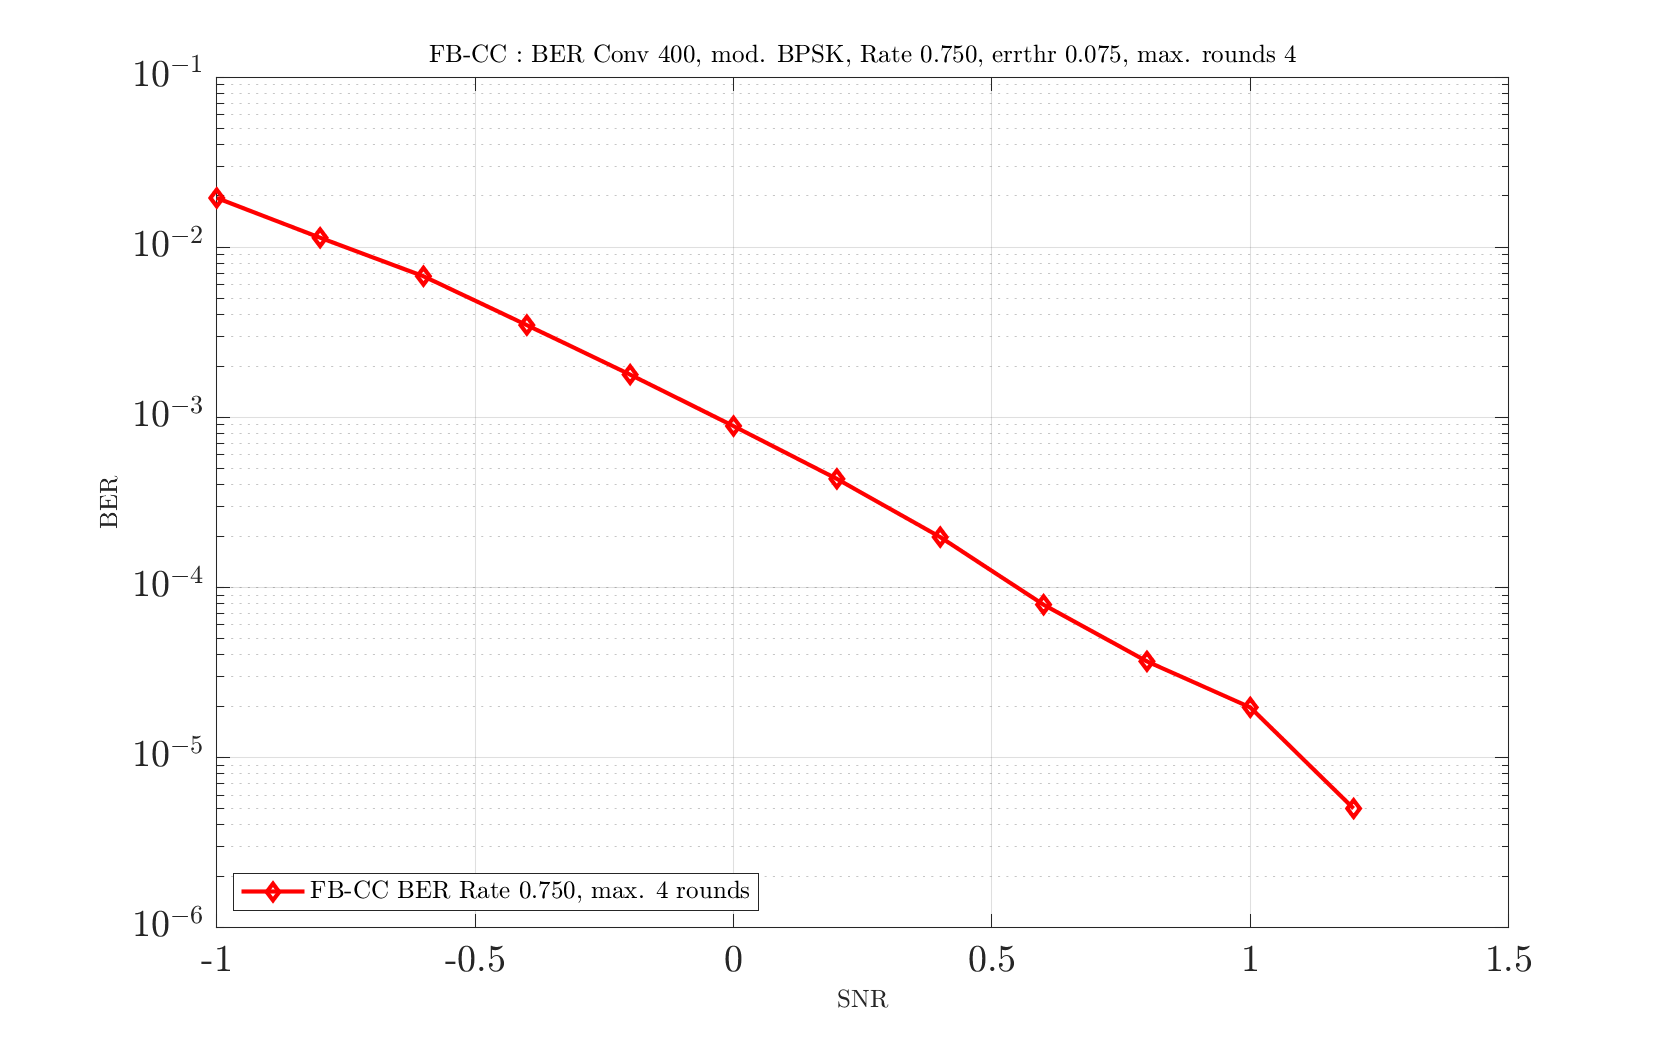 FB-CC : BER Conv 400, mod. BPSK, Rate 0.750, errthr 0.075, max. rounds 4
10^{-1}
10^{-2}
10^{-3}
10^{-4}
10^{-5}
10^{-6}
BER
FB-CC BER Rate 0.750, max. 4 rounds
-1 -0.5 0 0.5 1 1.5
SNR